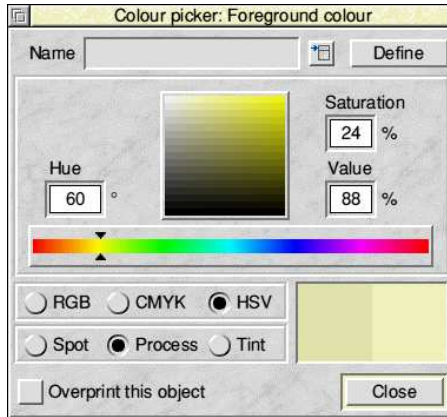 Colour picker: Foreground colour
Name
Define
Saturation
24 %
Hue
Value
60 °
88 %
RGB CMYK HSV
Spot Process Tint
Overprint this object
Close